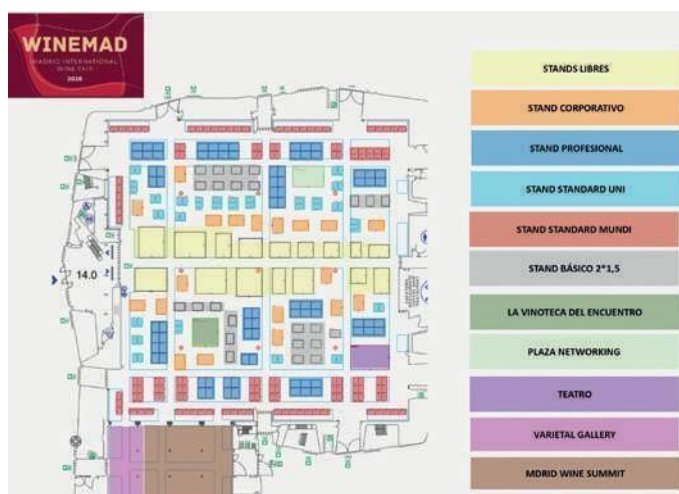 WINEMAD
MADRID INTERNATIONAL
WINE FAIR
2026
STANDS LIBRES
STAND CORPORATIVO
STAND PROFESIONAL
STAND STANDARD UNI
STAND STANDARD MUNDI
STAND BÁSICO 2*1,5
LA VINOTECA DEL ENCUENTRO
PLAZA NETWORKING
TEATRO
VARIETAL GALLERY
MDRID WINE SUMMIT
14.0